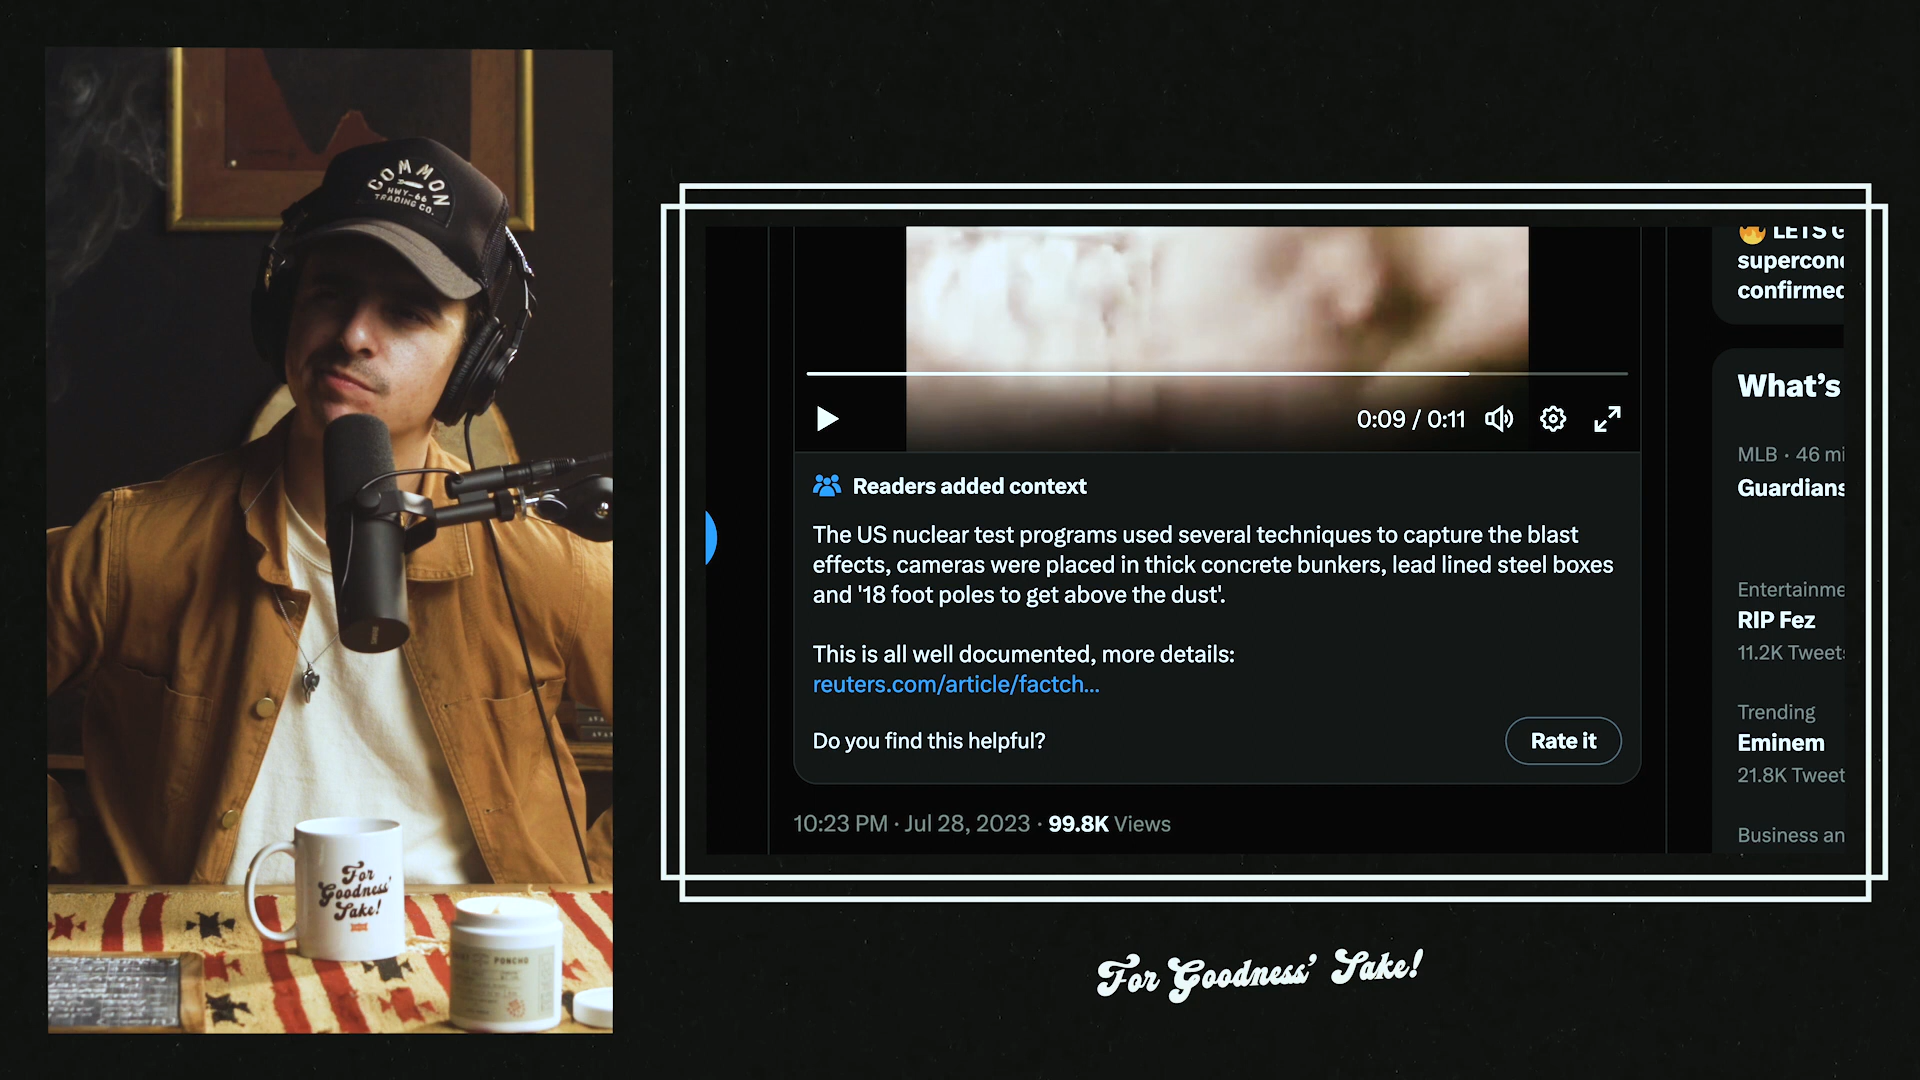 COMMON
HWY-66
TRADING CO.
For
Goodness'
Sake!
PONCHO
🔥 LETS G
supercon
confirmed
What's
MLB · 46 mi
Guardians
Entertainme
RIP Fez
11.2K Tweets
Trending
Eminem
21.8K Tweet
Business an
0:09 / 0:11
Readers added context
The US nuclear test programs used several techniques to capture the blast
effects, cameras were placed in thick concrete bunkers, lead lined steel boxes
and '18 foot poles to get above the dust'.
This is all well documented, more details:
reuters.com/article/factch...
Do you find this helpful?
Rate it
10:23 PM · Jul 28, 2023 · 99.8K Views
For Goodness' Sake!